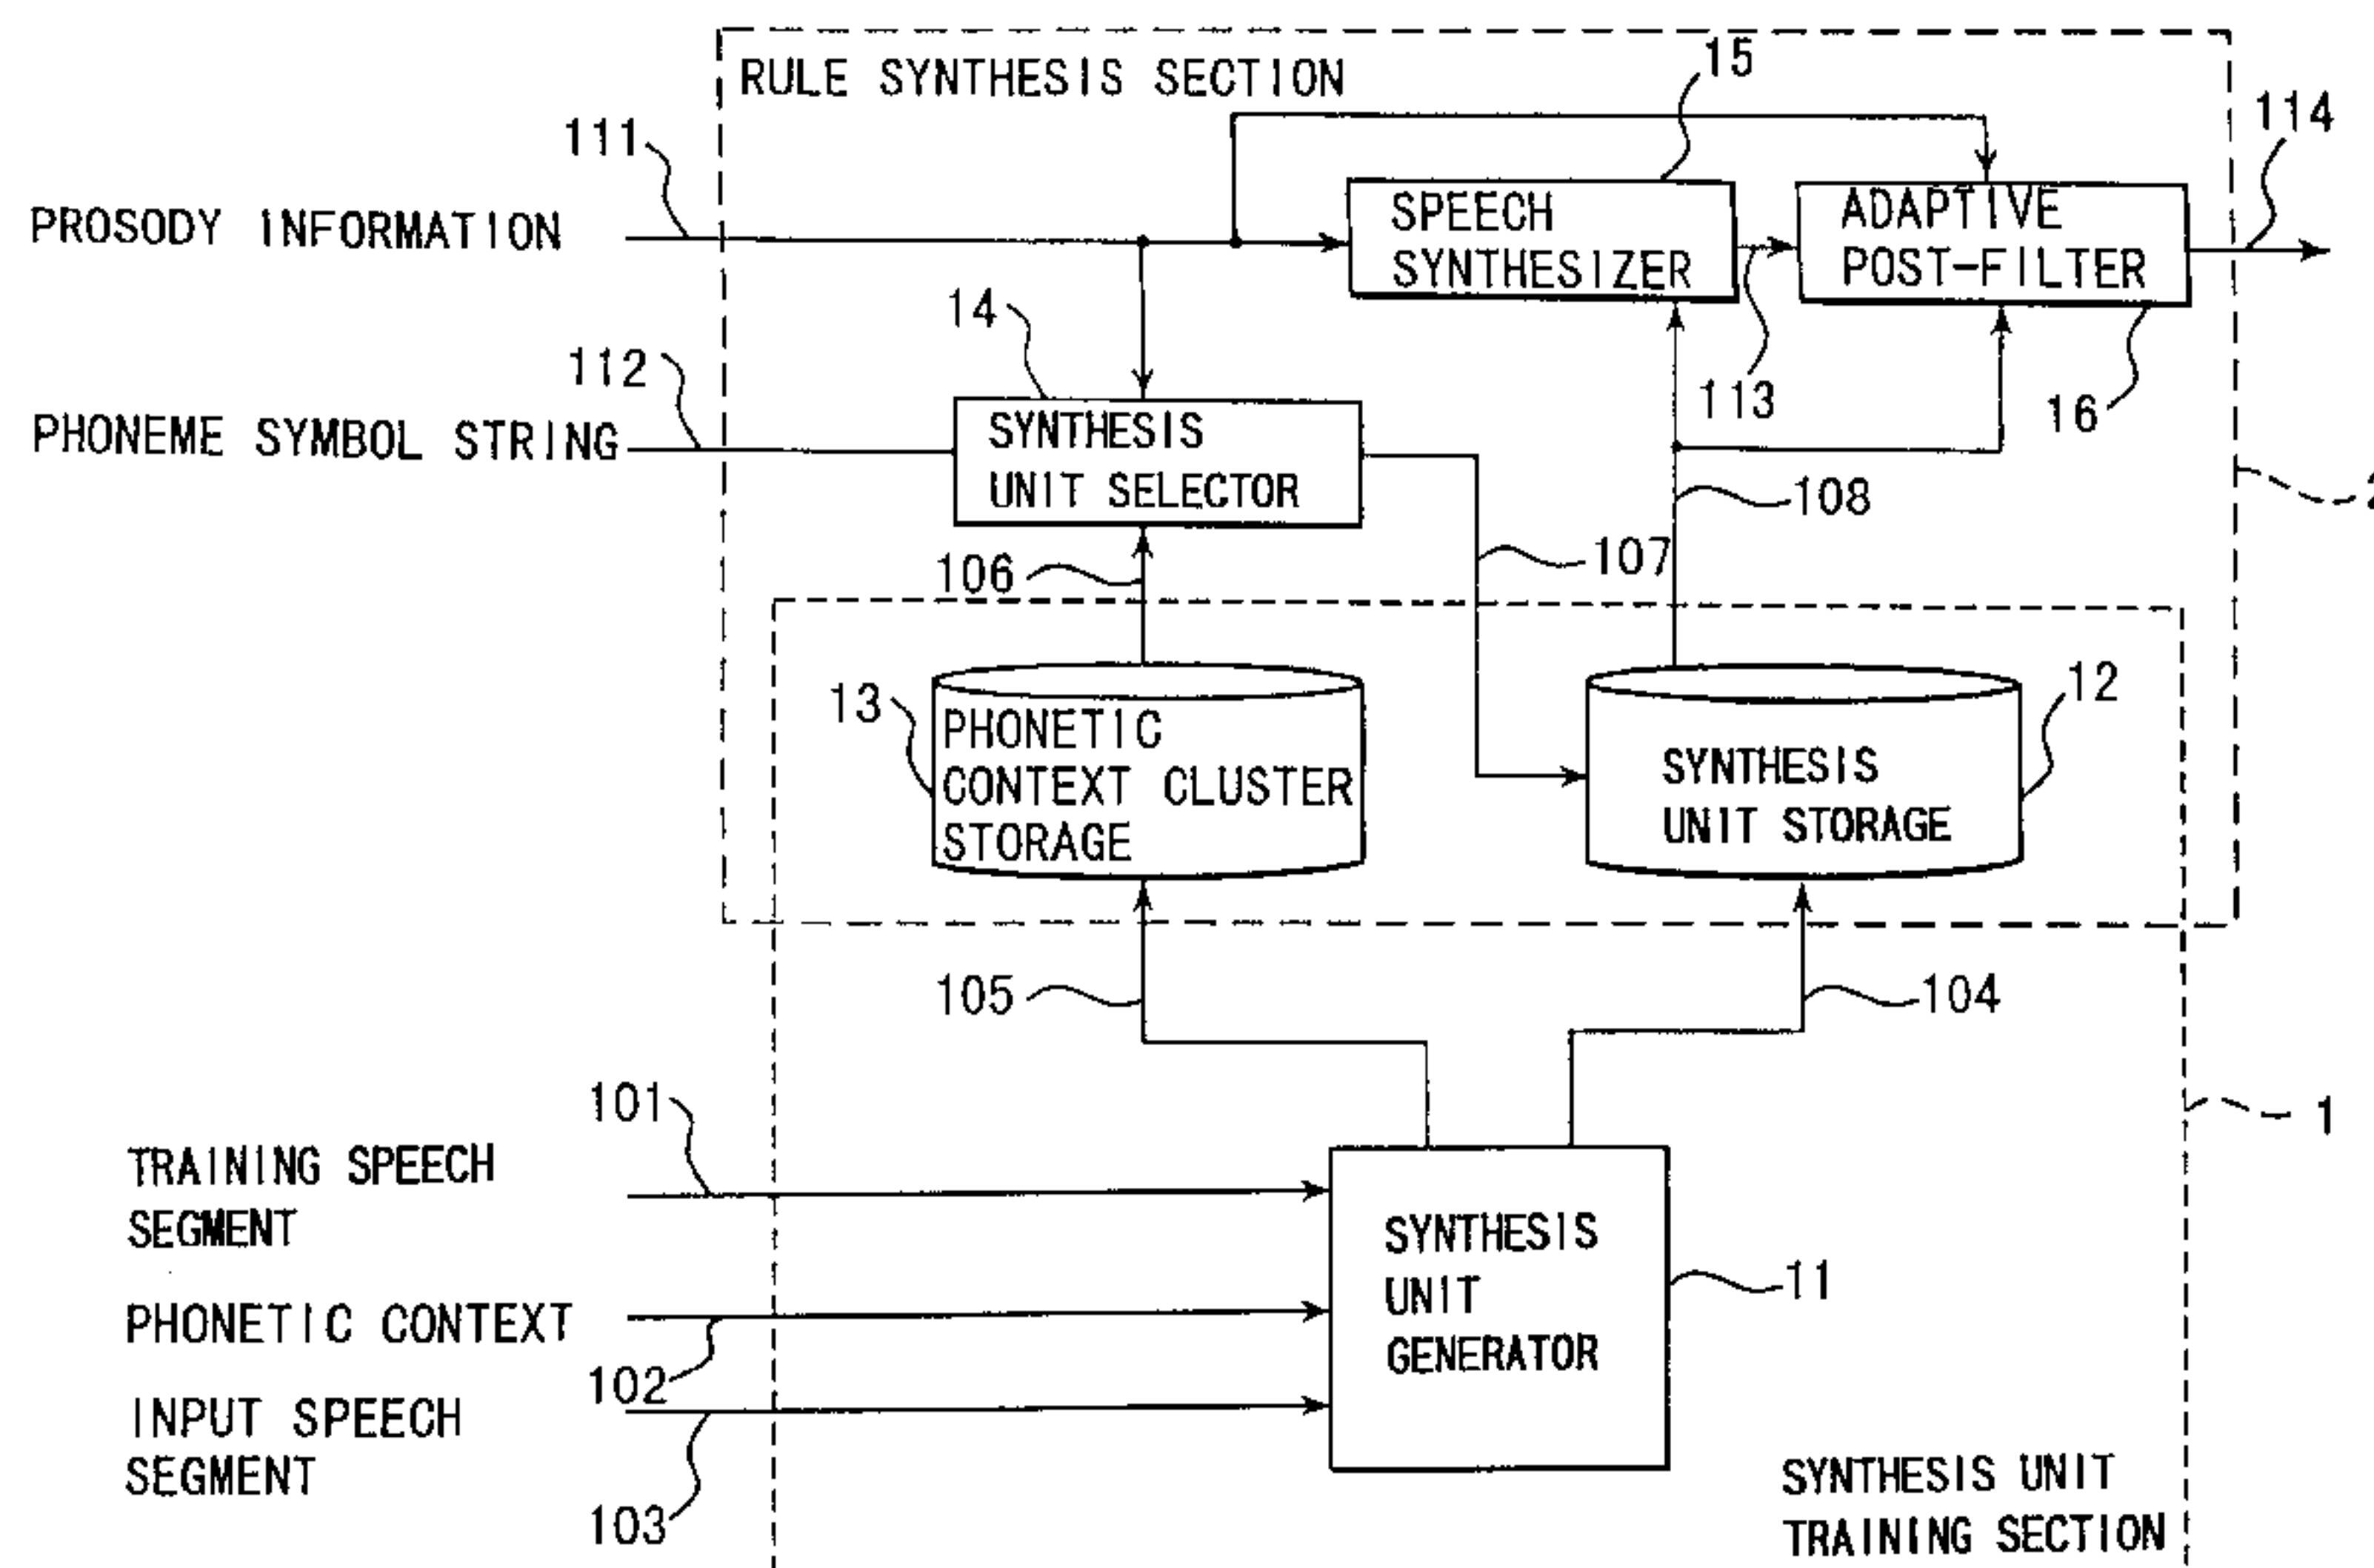 RULE SYNTHESIS SECTION
15
111
114
PROSODY INFORMATION
SPEECH
SYNTHESIZER
ADAPTIVE
POST-FILTER
14
112
113
16
PHONEME SYMBOL STRING
SYNTHESIS
UNIT SELECTOR
108
2
106
107
13
PHONETIC
CONTEXT CLUSTER
STORAGE
12
SYNTHESIS
UNIT STORAGE
105
104
101
1
TRAINING SPEECH
SEGMENT
SYNTHESIS
UNIT
GENERATOR
11
PHONETIC CONTEXT
102
INPUT SPEECH
SEGMENT
103
SYNTHESIS UNIT
TRAINING SECTION